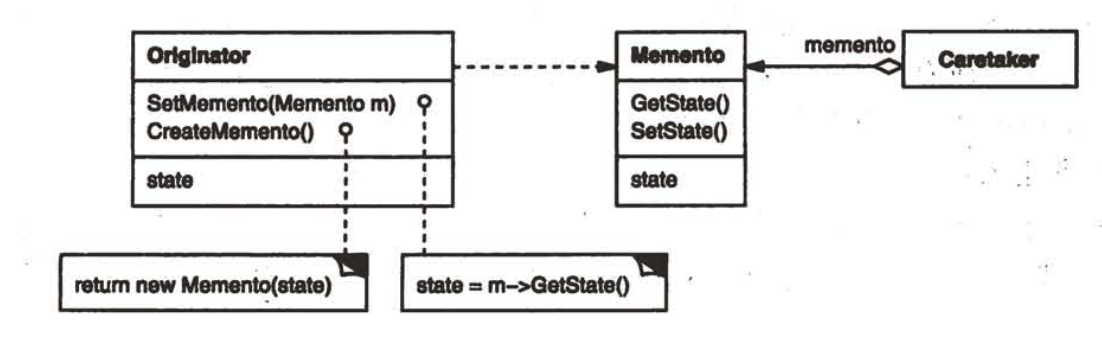 Originator
SetMemento(Memento m)
CreateMemento()
state
Memento
GetState()
SetState()
state
memento
Caretaker
return new Memento(state)
state = m->GetState()